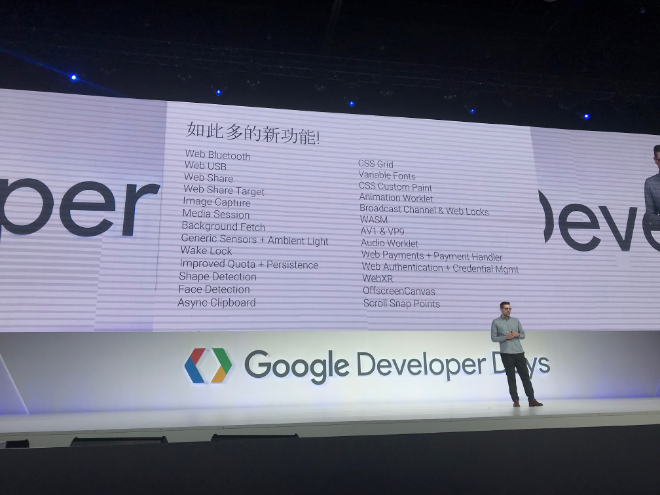 如此多的新功能!
Web Bluetooth
Web USB
Web Share
Web Share Target
Image Capture
Media Session
Background Fetch
Generic Sensors + Ambient Light
Wake Lock
Improved Quota + Persistence
Shape Detection
Face Detection
Async Clipboard
CSS Grid
Variable Fonts
CSS Custom Paint
Animation Worklet
Broadcast Channel & Web Locks
WASM
AV1 & VP9
Audio Worklet
Web Payments + Payment Handler
Web Authentication + Credential Mgmt
WebXR
OffscreenCanvas
Scroll Snap Points
per
Deve
Google Developer Days